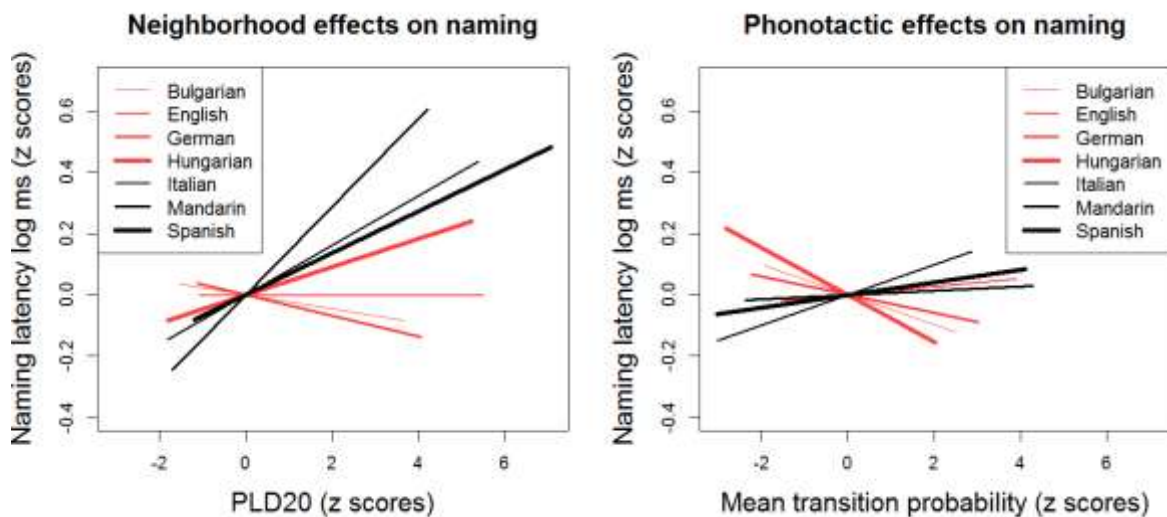 Neighborhood effects on naming
Naming latency log ms (z scores)
0.6
0.4
0.2
0.0
-0.2
-0.4
Bulgarian
English
German
Hungarian
Italian
Mandarin
Spanish
-2 0 2 4 6
PLD20 (z scores)
Phonotactic effects on naming
Naming latency log ms (z scores)
0.6
0.4
0.2
0.0
-0.2
-0.4
Bulgarian
English
German
Hungarian
Italian
Mandarin
Spanish
-2 0 2 4 6
Mean transition probability (z scores)